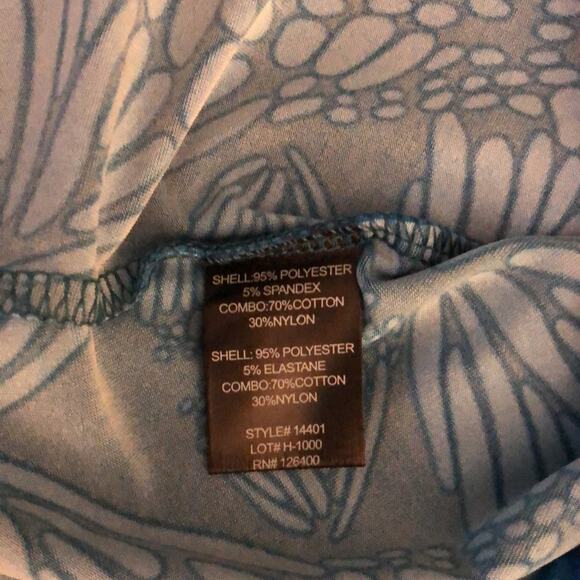 SHELL:95% POLYESTER
5% SPANDEX
COMBO:70%COTTON
30%NYLON
SHELL: 95% POLYESTER
5% ELASTANE
COMBO:70%COTTON
30%NYLON
STYLE# 14401
LOT# H-1000
RN# 126400